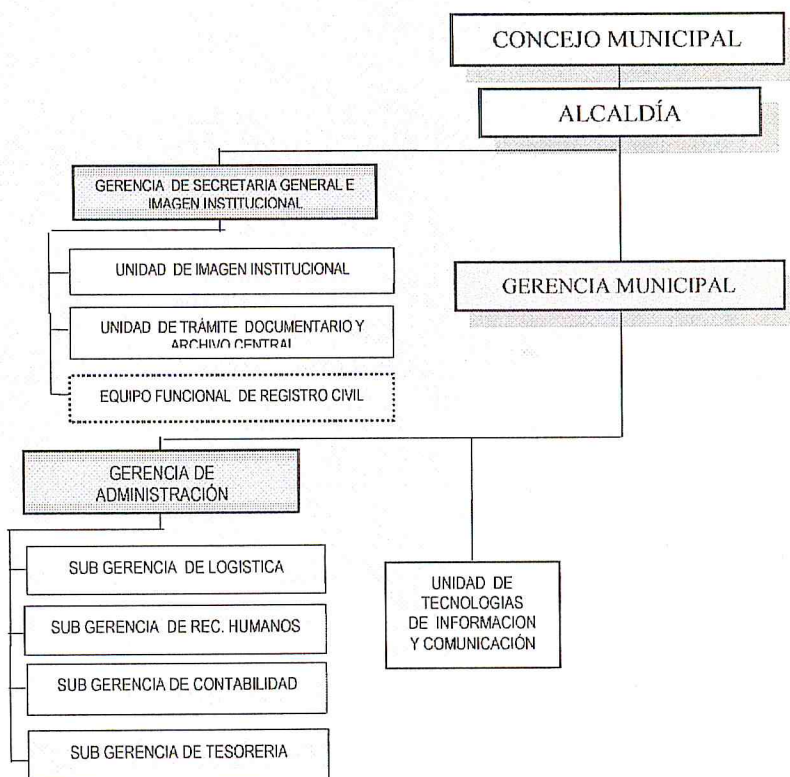 CONCEJO MUNICIPAL
ALCALDÍA
GERENCIA DE SECRETARIA GENERAL E
IMAGEN INSTITUCIONAL
UNIDAD DE IMAGEN INSTITUCIONAL
GERENCIA MUNICIPAL
UNIDAD DE TRÁMITE DOCUMENTARIO Y
ARCHIVO CENTRAL
EQUIPO FUNCIONAL DE REGISTRO CIVIL
GERENCIA DE
ADMINISTRACIÓN
SUB GERENCIA DE LOGISTICA
SUB GERENCIA DE REC. HUMANOS
SUB GERENCIA DE CONTABILIDAD
SUB GERENCIA DE TESORERIA
UNIDAD DE
TECNOLOGIAS
DE INFORMACION
Y COMUNICACIÓN